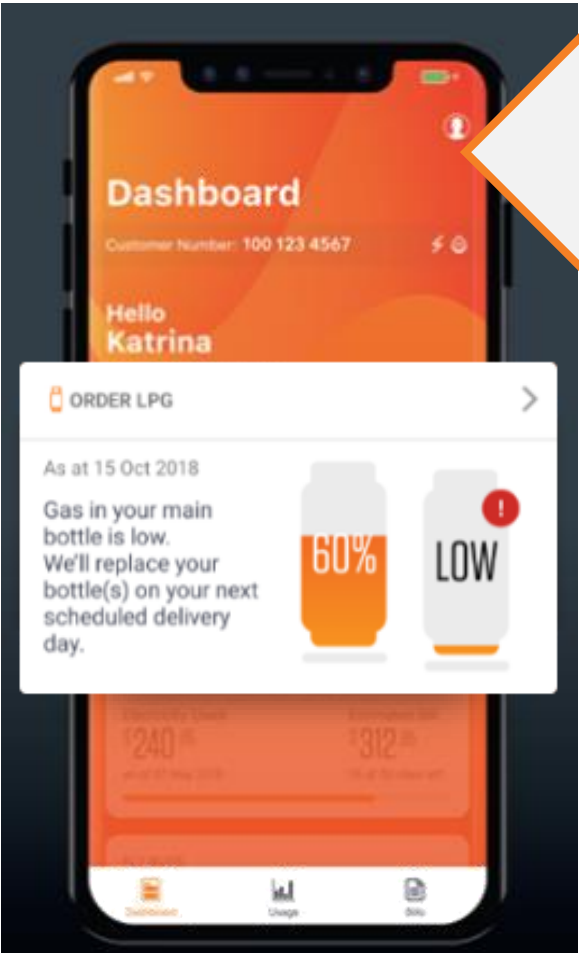 Dashboard
Customer Number: 100 123 4567
Hello
Katrina
ORDER LPG
As at 15 Oct 2018
Gas in your main
bottle is low.
We'll replace your
bottle(s) on your next
scheduled delivery
day.
60%
LOW
!
$240
$312
Dashboard
Usage
Bills